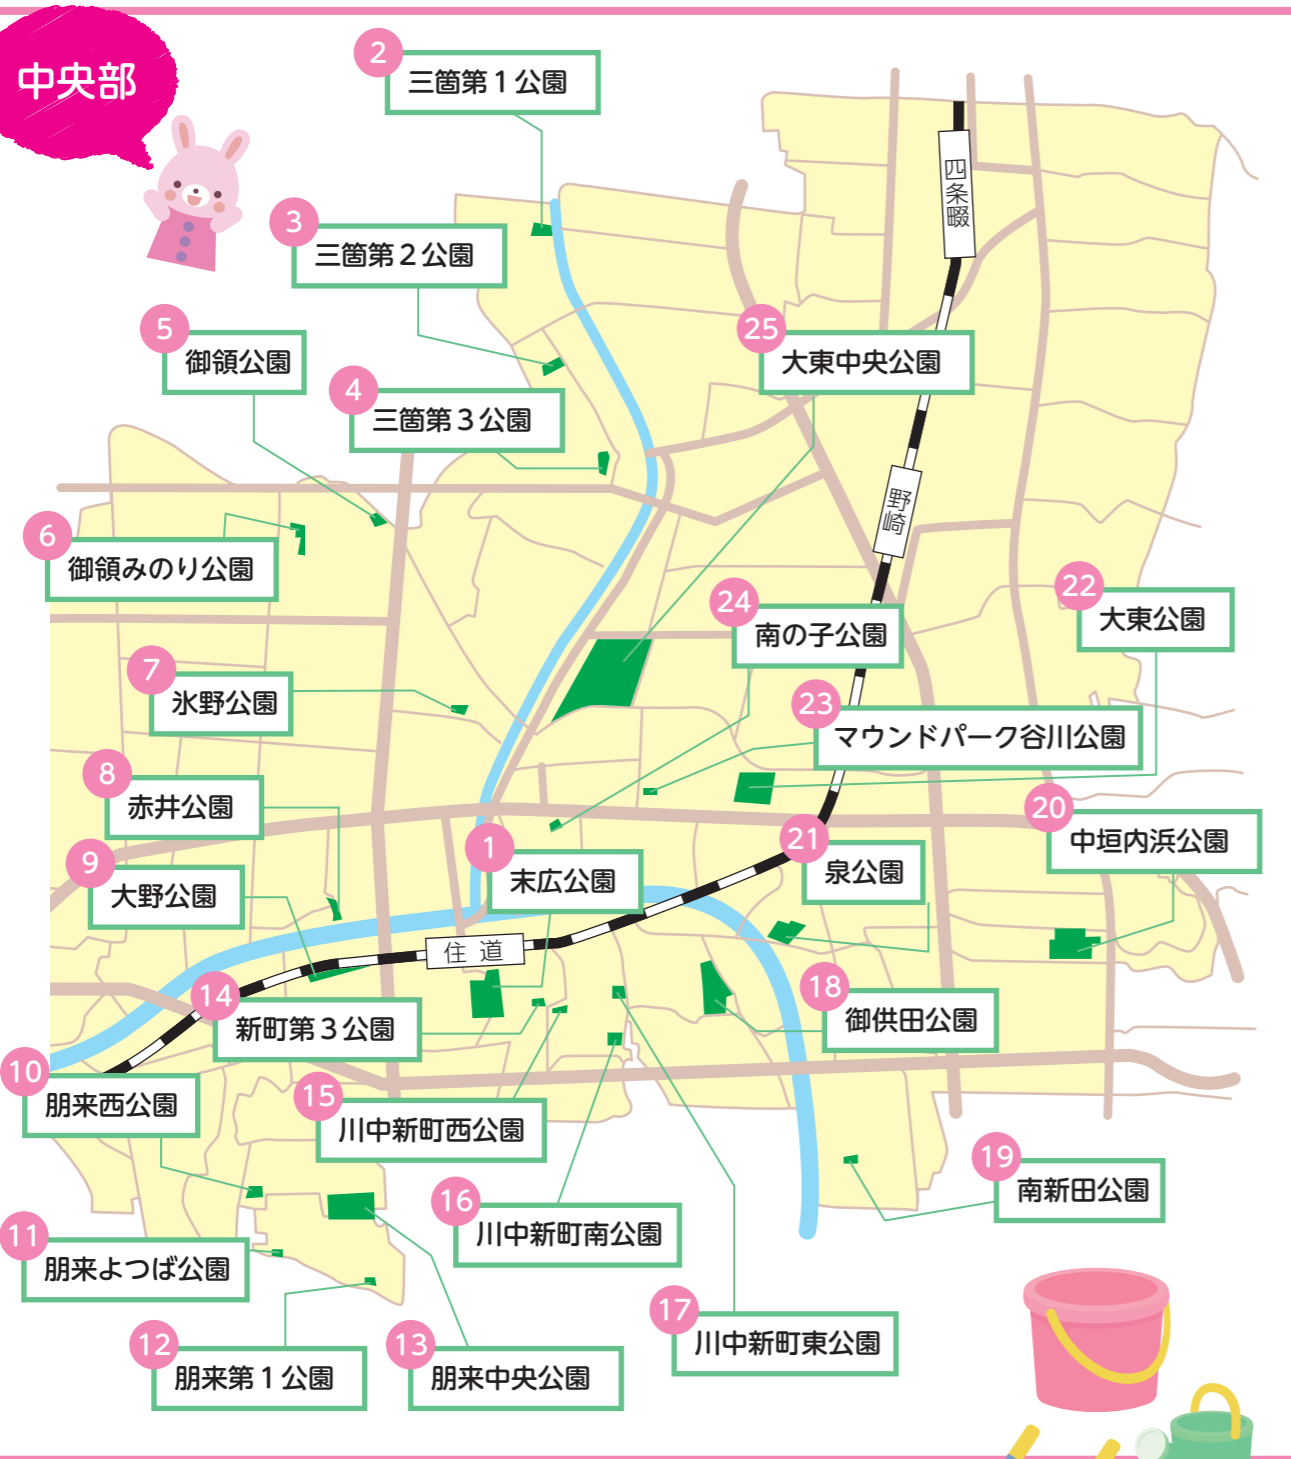 中央部
2
三箇第1公園
3
三箇第2公園
四条畷
5
御領公園
25
大東中央公園
4
三箇第3公園
野崎
6
御領みのり公園
24
南の子公園
22
大東公園
7
氷野公園
23
マウンドパーク谷川公園
8
赤井公園
20
中垣内浜公園
1
末広公園
21
泉公園
9
大野公園
住道
14
新町第3公園
18
御供田公園
10
朋来西公園
15
川中新町西公園
19
南新田公園
16
川中新町南公園
11
朋来よつば公園
17
川中新町東公園
12
朋来第1公園
13
朋来中央公園